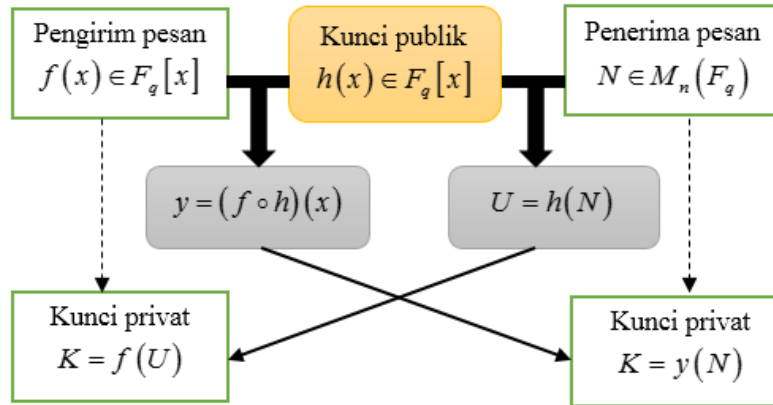 Pengirim pesan
f(x) ∈ F_q[x]
Kunci publik
h(x) ∈ F_q[x]
Penerima pesan
N ∈ M_n(F_q)
y = (f ∘ h)(x)
U = h(N)
Kunci privat
K = f(U)
Kunci privat
K = y(N)